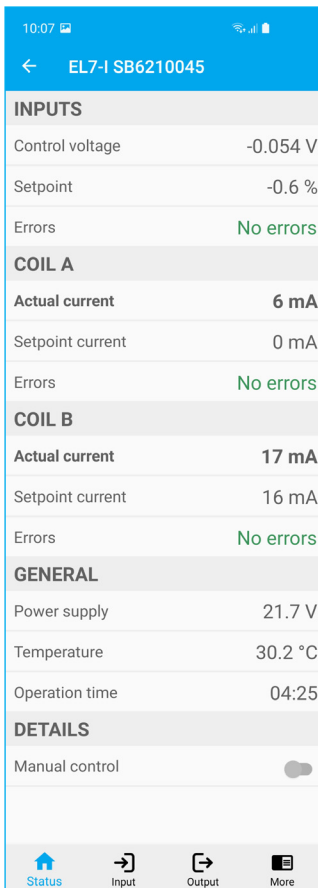 10:07
EL7-I SB6210045
INPUTS
Control voltage -0.054 V
Setpoint -0.6 %
Errors No errors
COIL A
Actual current 6 mA
Setpoint current 0 mA
Errors No errors
COIL B
Actual current 17 mA
Setpoint current 16 mA
Errors No errors
GENERAL
Power supply 21.7 V
Temperature 30.2 °C
Operation time 04:25
DETAILS
Manual control
Status Input Output More